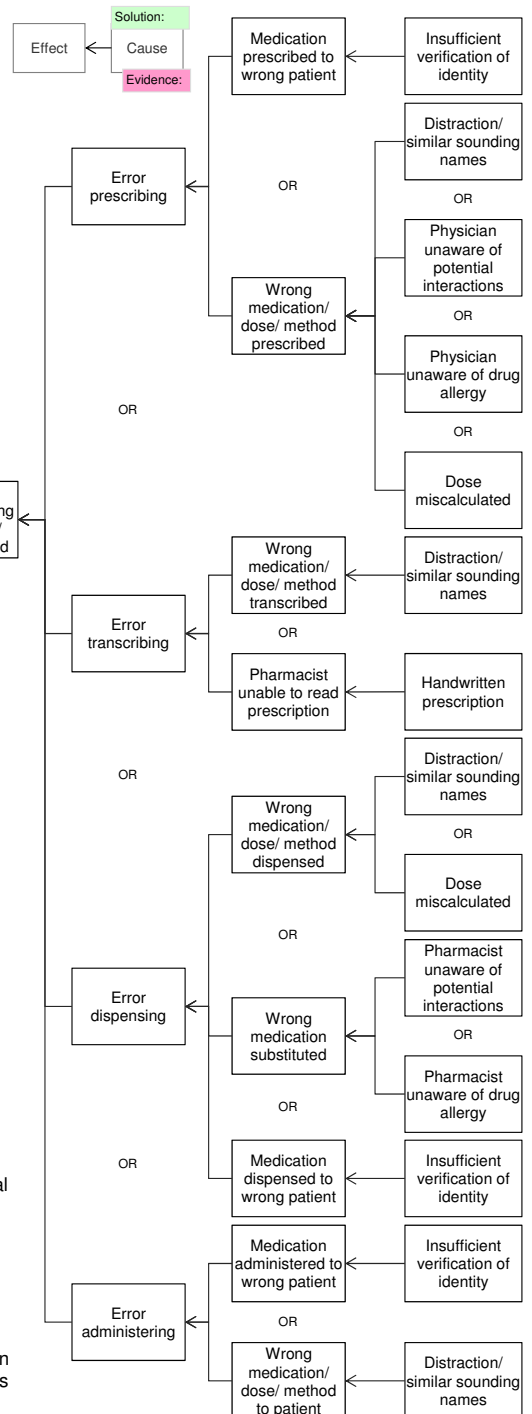 Solution:
Effect
Cause
Evidence:
Medication
prescribed to
wrong patient
Insufficient
verification of
identity
Error
prescribing
OR
Distraction/
similar sounding
names
OR
Physician
unaware of
potential
interactions
Wrong
medication/
dose/ method
prescribed
OR
Physician
unaware of drug
allergy
OR
OR
Dose
miscalculated
Error
transcribing
Wrong
medication/
dose/ method
transcribed
Distraction/
similar sounding
names
OR
Pharmacist
unable to read
prescription
Handwritten
prescription
OR
Error
dispensing
Wrong
medication/
dose/ method
dispensed
Distraction/
similar sounding
names
OR
Dose
miscalculated
OR
Wrong
medication
substituted
Pharmacist
unaware of
potential
interactions
OR
Pharmacist
unaware of drug
allergy
OR
Medication
dispensed to
wrong patient
Insufficient
verification of
identity
OR
Error
administering
Medication
administered to
wrong patient
Insufficient
verification of
identity
OR
Wrong
medication/
dose/ method
to patient
Distraction/
similar sounding
names